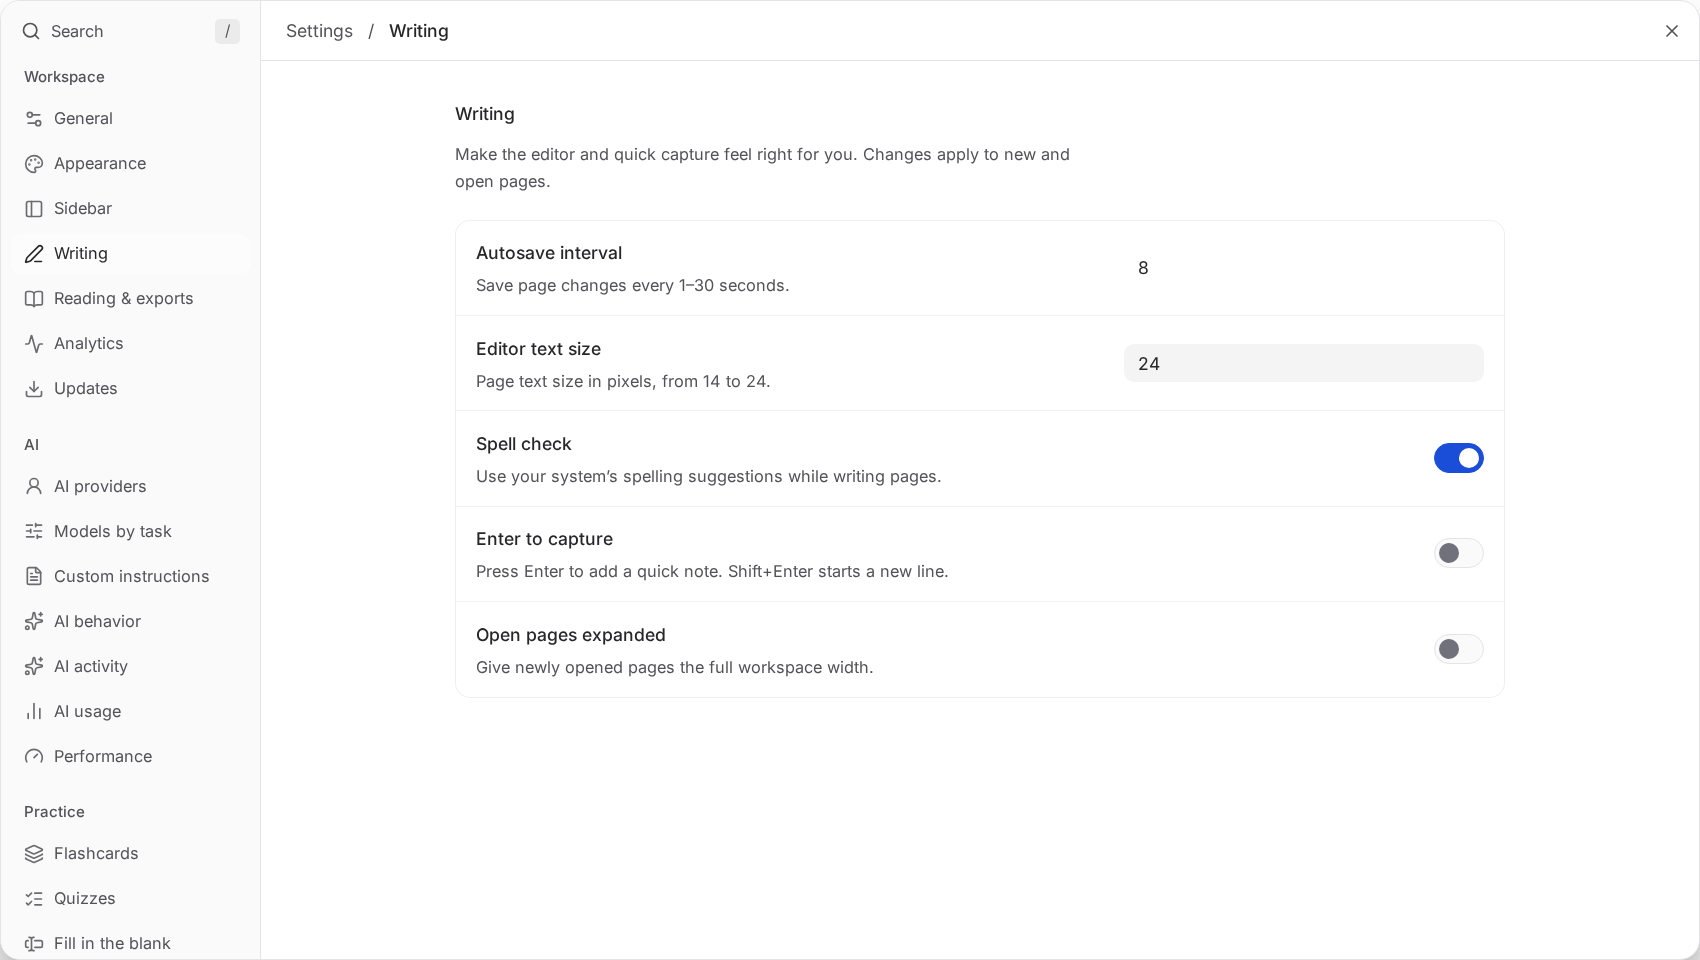 Search /
Workspace
General
Appearance
Sidebar
Writing
Reading & exports
Analytics
Updates
AI
AI providers
Models by task
Custom instructions
AI behavior
AI activity
AI usage
Performance
Practice
Flashcards
Quizzes
Fill in the blank
Settings / Writing
Writing
Make the editor and quick capture feel right for you. Changes apply to new and
open pages.
Autosave interval
Save page changes every 1–30 seconds.
8
Editor text size
Page text size in pixels, from 14 to 24.
24
Spell check
Use your system’s spelling suggestions while writing pages.
Enter to capture
Press Enter to add a quick note. Shift+Enter starts a new line.
Open pages expanded
Give newly opened pages the full workspace width.